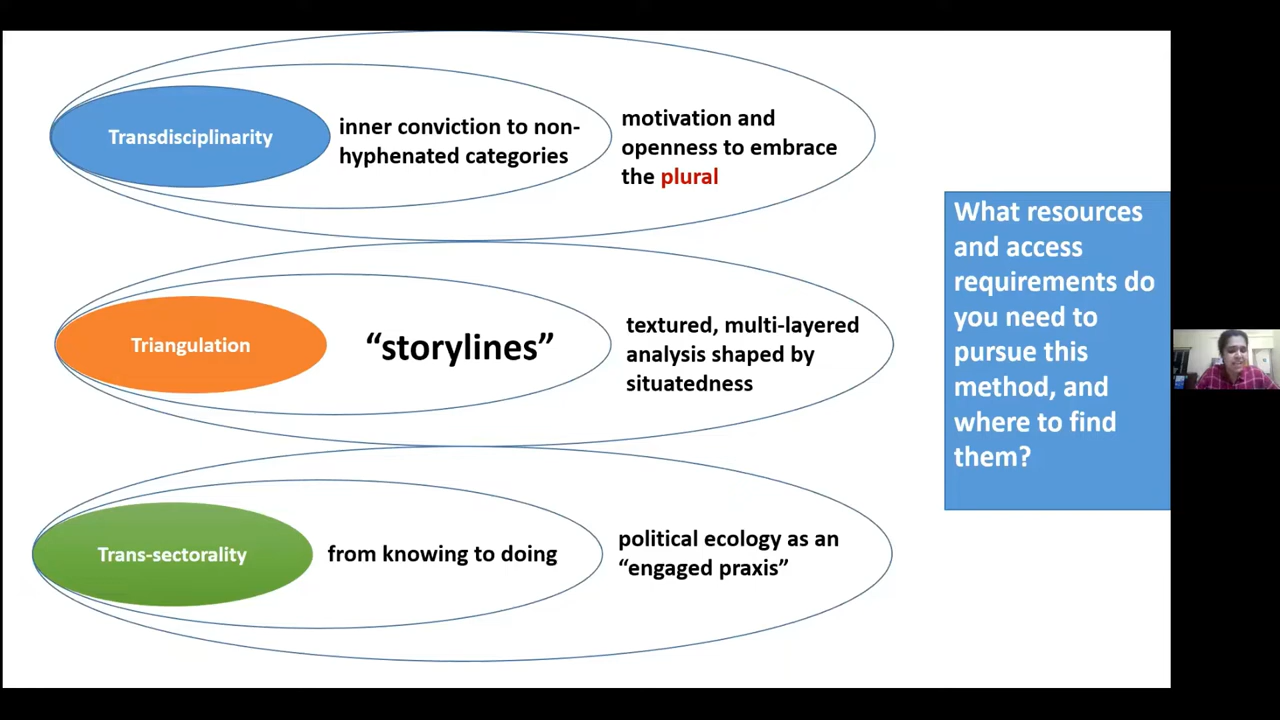 Transdisciplinarity
inner conviction to non-
hyphenated categories
motivation and
openness to embrace
the plural
Triangulation
“storylines”
textured, multi-layered
analysis shaped by
situatedness
Trans-sectorality
from knowing to doing
political ecology as an
“engaged praxis”
What resources
and access
requirements do
you need to
pursue this
method, and
where to find
them?